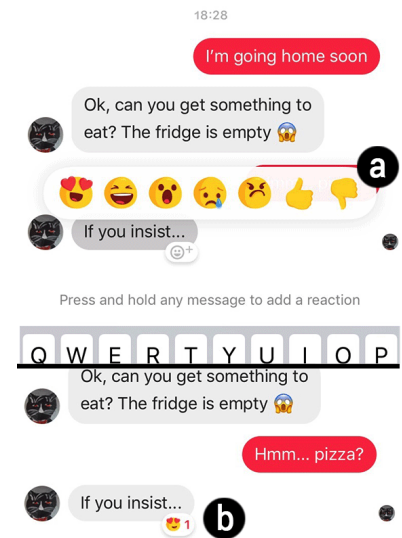 18:28
I'm going home soon
Ok, can you get something to
eat? The fridge is empty 😱
a
If you insist...
Press and hold any message to add a reaction
Q W E R T Y U I O P
Ok, can you get something to
eat? The fridge is empty 😱
Hmm... pizza?
If you insist...
😍 1
b